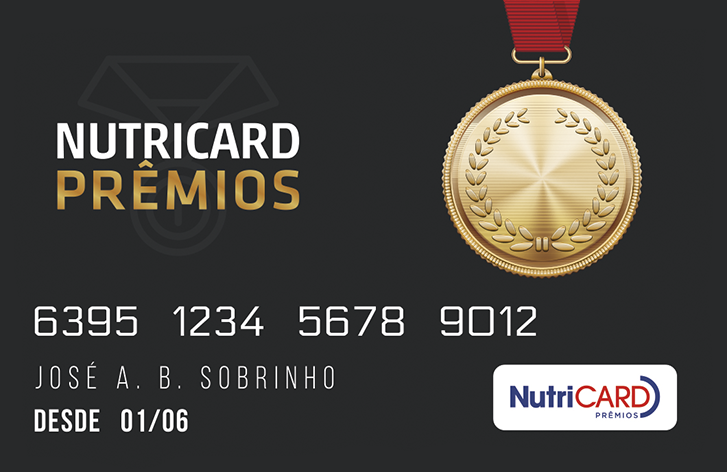 NUTRICARD
PRÊMIOS
6395 1234 5678 9012
JOSÉ A. B. SOBRINHO
DESDE 01/06
NutriCARD
PRÊMIOS